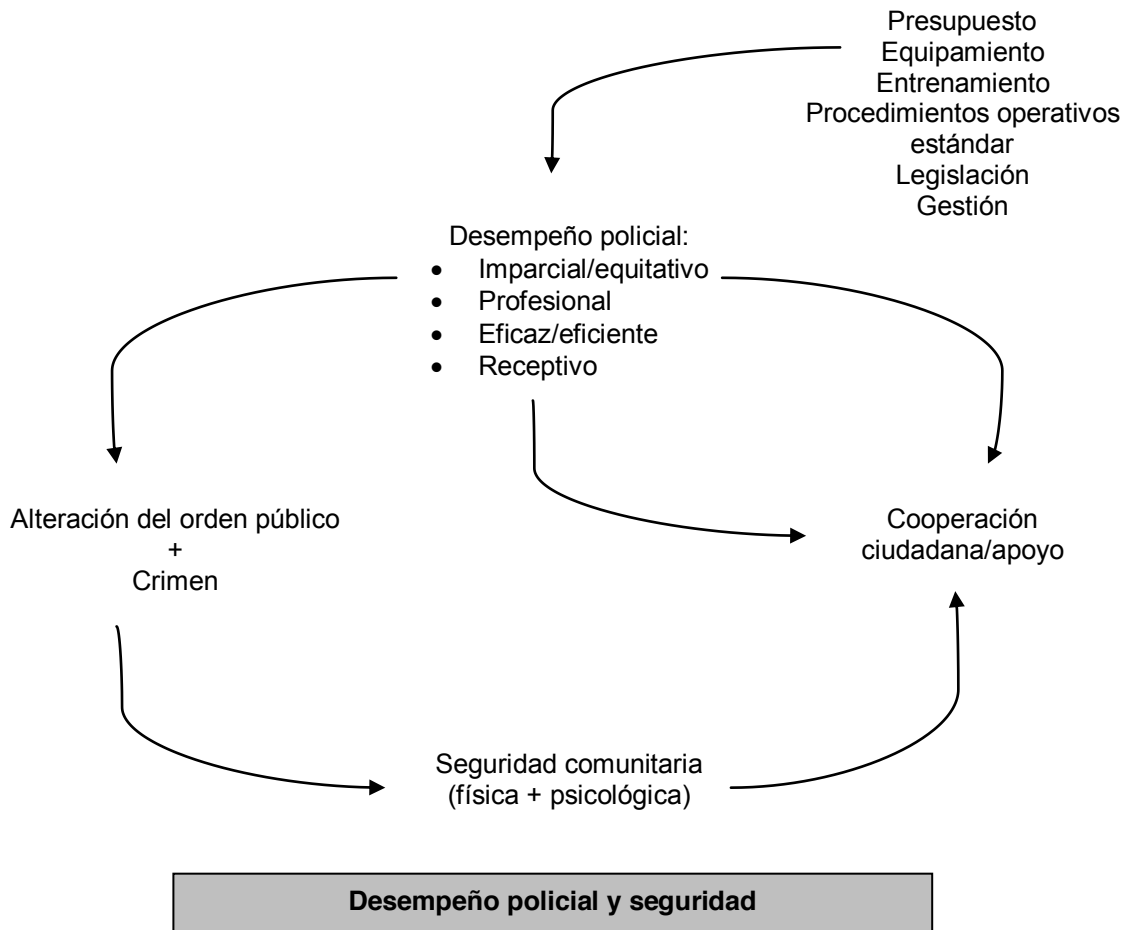 Presupuesto
Equipamiento
Entrenamiento
Procedimientos operativos
estándar
Legislación
Gestión
Desempeño policial:
• Imparcial/equitativo
• Profesional
• Eficaz/eficiente
• Receptivo
Alteración del orden público
+
Crimen
Cooperación
ciudadana/apoyo
Seguridad comunitaria
(física + psicológica)
Desempeño policial y seguridad